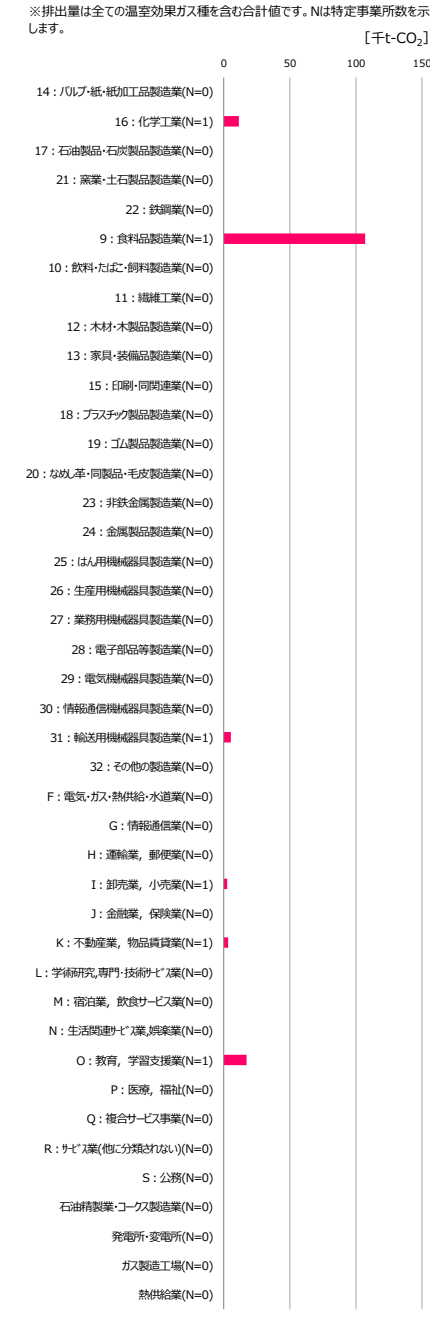 ※排出量は全ての温室効果ガス種を含む合計値です。Nは特定事業所数を示
します。
[千t-CO₂]
0 50 100 150
14：パルプ・紙・紙加工品製造業(N=0)
16：化学工業(N=1)
17：石油製品・石炭製品製造業(N=0)
21：窯業・土石製品製造業(N=0)
22：鉄鋼業(N=0)
9：食料品製造業(N=1)
10：飲料・たばこ・飼料製造業(N=0)
11：繊維工業(N=0)
12：木材・木製品製造業(N=0)
13：家具・装備品製造業(N=0)
15：印刷・同関連業(N=0)
18：プラスチック製品製造業(N=0)
19：ゴム製品製造業(N=0)
20：なめし革・同製品・毛皮製造業(N=0)
23：非鉄金属製造業(N=0)
24：金属製品製造業(N=0)
25：はん用機械器具製造業(N=0)
26：生産用機械器具製造業(N=0)
27：業務用機械器具製造業(N=0)
28：電子部品等製造業(N=0)
29：電気機械器具製造業(N=0)
30：情報通信機械器具製造業(N=0)
31：輸送用機械器具製造業(N=1)
32：その他の製造業(N=0)
F：電気・ガス・熱供給・水道業(N=0)
G：情報通信業(N=0)
H：運輸業，郵便業(N=0)
I：卸売業，小売業(N=1)
J：金融業，保険業(N=0)
K：不動産業，物品賃貸業(N=1)
L：学術研究,専門・技術ｻｰﾋﾞｽ業(N=0)
M：宿泊業，飲食サービス業(N=0)
N：生活関連ｻｰﾋﾞｽ業,娯楽業(N=0)
O：教育，学習支援業(N=1)
P：医療，福祉(N=0)
Q：複合サービス事業(N=0)
R：ｻｰﾋﾞｽ業(他に分類されない)(N=0)
S：公務(N=0)
石油精製業・コークス製造業(N=0)
発電所・変電所(N=0)
ガス製造工場(N=0)
熱供給業(N=0)